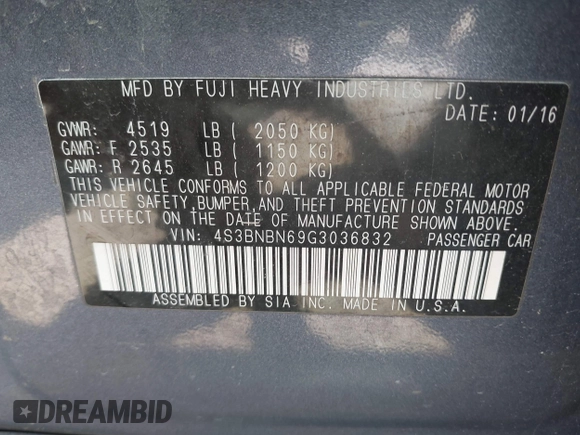 MFD BY FUJI HEAVY INDUSTRIES LTD.
DATE: 01/16
GVWR: 4519 LB ( 2050 KG)
GAWR: F 2535 LB ( 1150 KG)
GAWR: R 2645 LB ( 1200 KG)
THIS VEHICLE CONFORMS TO ALL APPLICABLE FEDERAL MOTOR
VEHICLE SAFETY, BUMPER, AND THEFT PREVENTION STANDARDS
IN EFFECT ON THE DATE OF MANUFACTURE SHOWN ABOVE.
VIN: 4S3BNBN69G3036832 PASSENGER CAR
ASSEMBLED BY SIA INC. MADE IN U.S.A.
DREAMBID